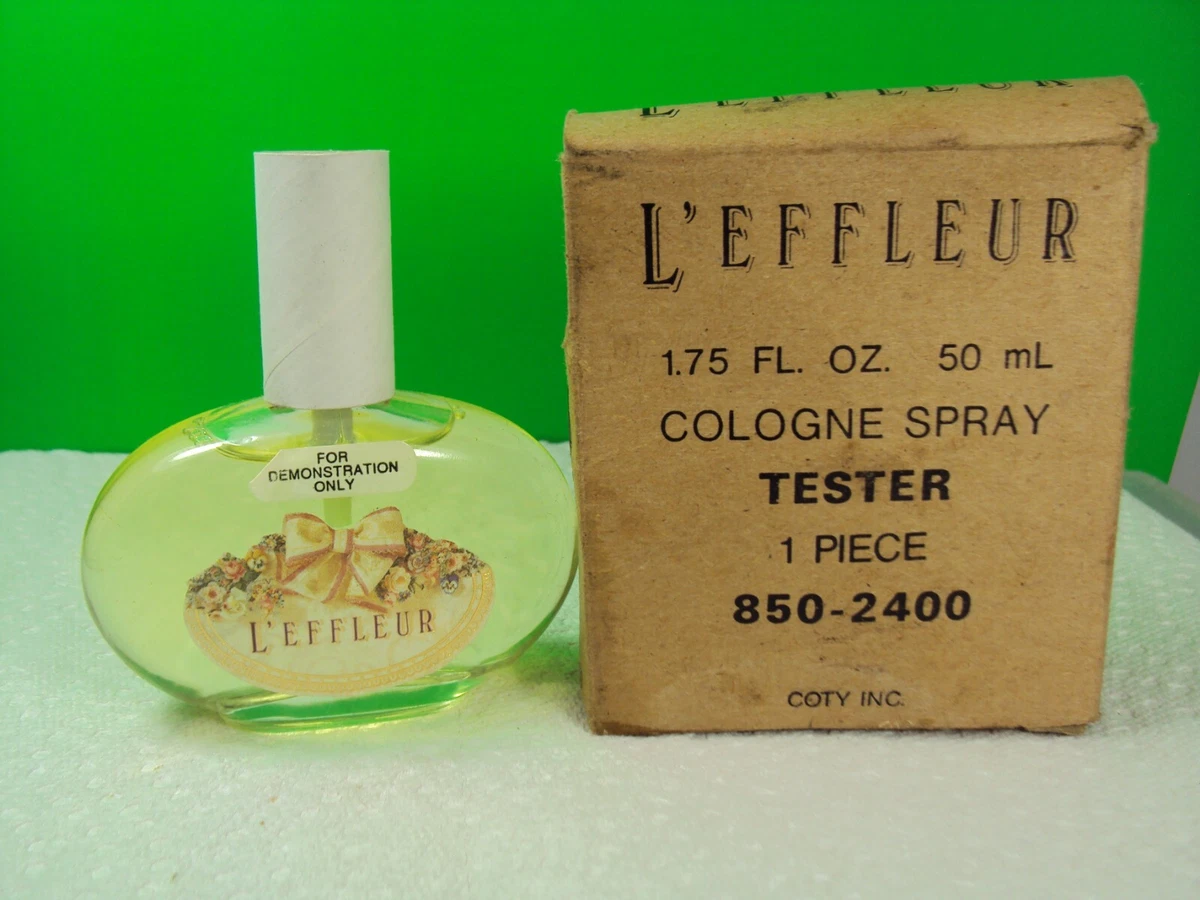 FOR
DEMONSTRATION
ONLY
L'EFFLEUR
L'EFFLEUR
L'EFFLEUR
1.75 FL. OZ. 50 mL
COLOGNE SPRAY
TESTER
1 PIECE
850-2400
COTY INC.